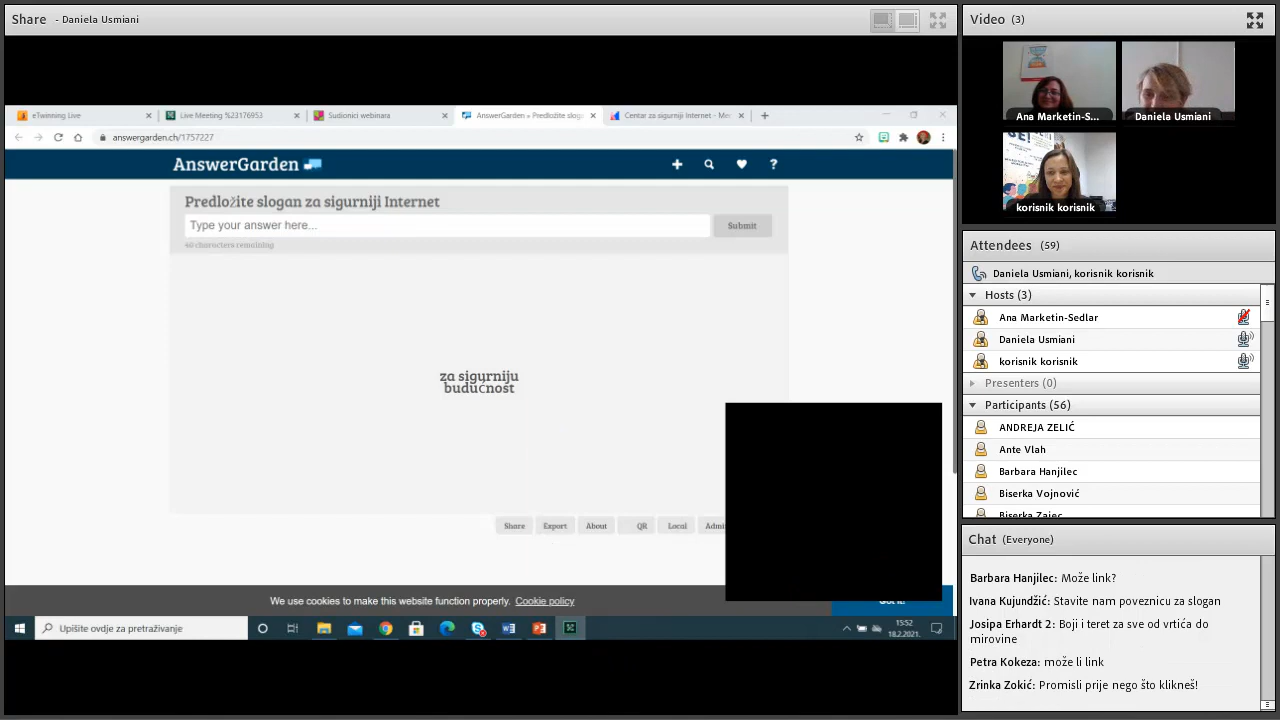 Share - Daniela Usmiani
eTwinning Live
Live Meeting %23176953
Sudionici webinara
AnswerGarden » Predložite sloga
Centar za sigurniji Internet - Me
answergarden.ch/1757227
AnswerGarden
Predložite slogan za sigurniji Internet
Type your answer here...
Submit
40 characters remaining
za sigurniju
budućnost
Share
Export
About
QR
Local
We use cookies to make this website function properly. Cookie policy
Got it!
Upišite ovdje za pretraživanje
15:52
18.2.2021.
Video (3)
Ana Marketin-S...
Daniela Usmiani
korisnik korisnik
Attendees (59)
Daniela Usmiani, korisnik korisnik
Hosts (3)
Ana Marketin-Sedlar
Daniela Usmiani
korisnik korisnik
Presenters (0)
Participants (56)
ANDREJA ZELIĆ
Ante Vlah
Barbara Hanjilec
Biserka Vojnović
Biserka Zajec
Chat (Everyone)
Barbara Hanjilec: Može link?
Ivana Kujundžić: Stavite nam poveznicu za slogan
Josipa Erhardt 2: Boji i teret za sve od vrtića do
mirovine
Petra Kokeza: može li link
Zrinka Zokić: Promisli prije nego što klikneš!